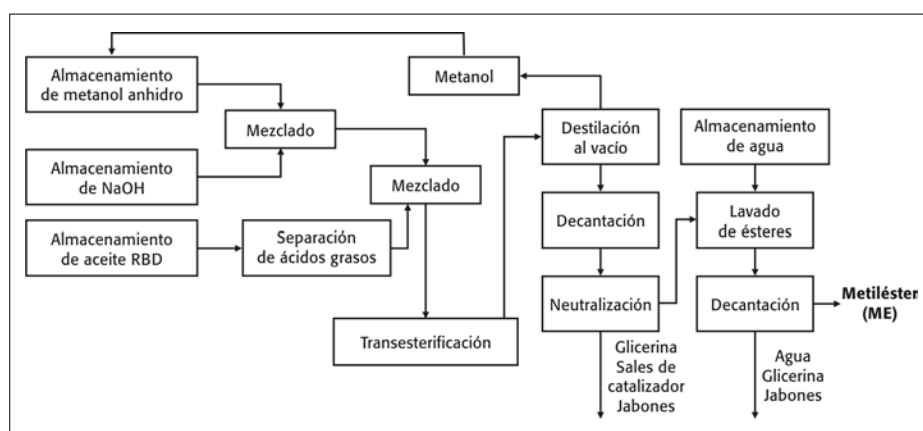 Almacenamiento
de metanol anhidro
Metanol
Mezclado
Almacenamiento
de NaOH
Mezclado
Almacenamiento
de aceite RBD
Separación
de ácidos grasos
Transesterificación
Destilación
al vacío
Almacenamiento
de agua
Decantación
Lavado
de ésteres
Neutralización
Decantación
Metiléster
(ME)
Glicerina
Sales de
catalizador
Jabones
Agua
Glicerina
Jabones